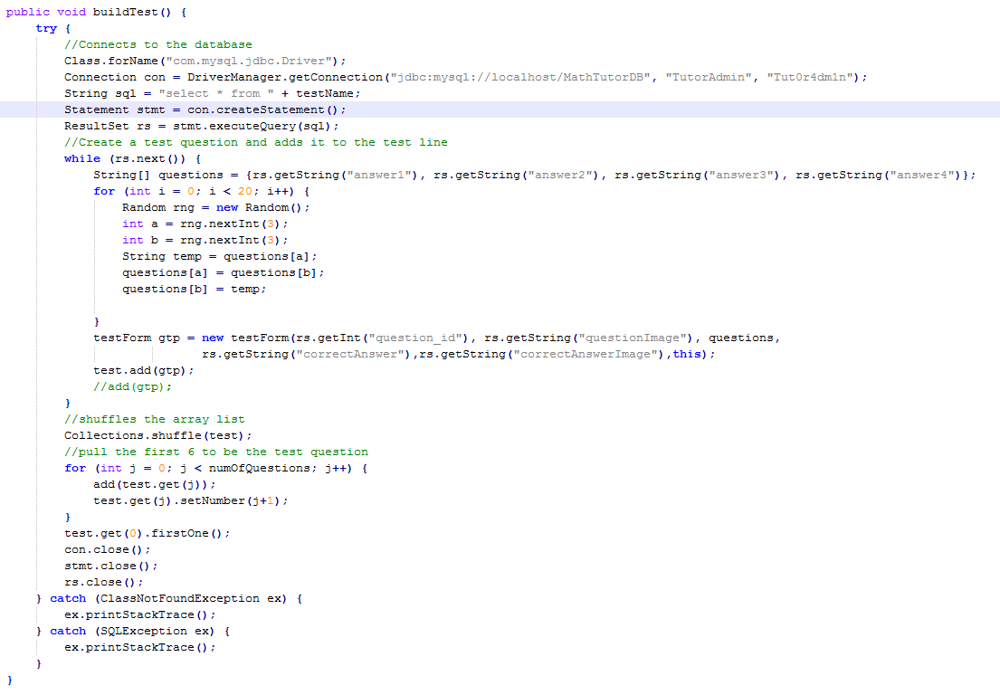 public void buildTest() {
    try {
        //Connects to the database
        Class.forName("com.mysql.jdbc.Driver");
        Connection con = DriverManager.getConnection("jdbc:mysql://localhost/MathTutorDB", "TutorAdmin", "Tut0r4dm1n");
        String sql = "select * from " + testName;
        Statement stmt = con.createStatement();
        ResultSet rs = stmt.executeQuery(sql);
        //Create a test question and adds it to the test line
        while (rs.next()) {
            String[] questions = {rs.getString("answer1"), rs.getString("answer2"), rs.getString("answer3"), rs.getString("answer4")};
            for (int i = 0; i < 20; i++) {
                Random rng = new Random();
                int a = rng.nextInt(3);
                int b = rng.nextInt(3);
                String temp = questions[a];
                questions[a] = questions[b];
                questions[b] = temp;

            }
            testForm gtp = new testForm(rs.getInt("question_id"), rs.getString("questionImage"), questions,
                           rs.getString("correctAnswer"),rs.getString("correctAnswerImage"),this);
            test.add(gtp);
            //add(gtp);
        }
        //shuffles the array list
        Collections.shuffle(test);
        //pull the first 6 to be the test question
        for (int j = 0; j < numOfQuestions; j++) {
            add(test.get(j));
            test.get(j).setNumber(j+1);
        }
        test.get(0).firstOne();
        con.close();
        stmt.close();
        rs.close();
    } catch (ClassNotFoundException ex) {
        ex.printStackTrace();
    } catch (SQLException ex) {
        ex.printStackTrace();
    }
}